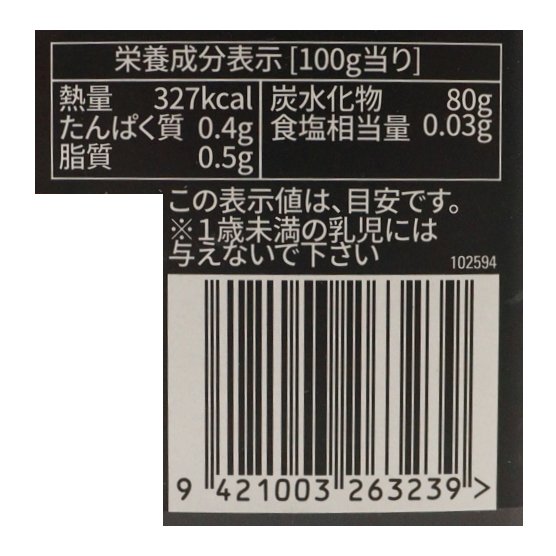 栄養成分表示 [100g当り]
熱量 327kcal 炭水化物 80g
たんぱく質 0.4g 食塩相当量 0.03g
脂質 0.5g
この表示値は、目安です。
※1歳未満の乳児には
与えないで下さい
102594
9 421003 263239 >